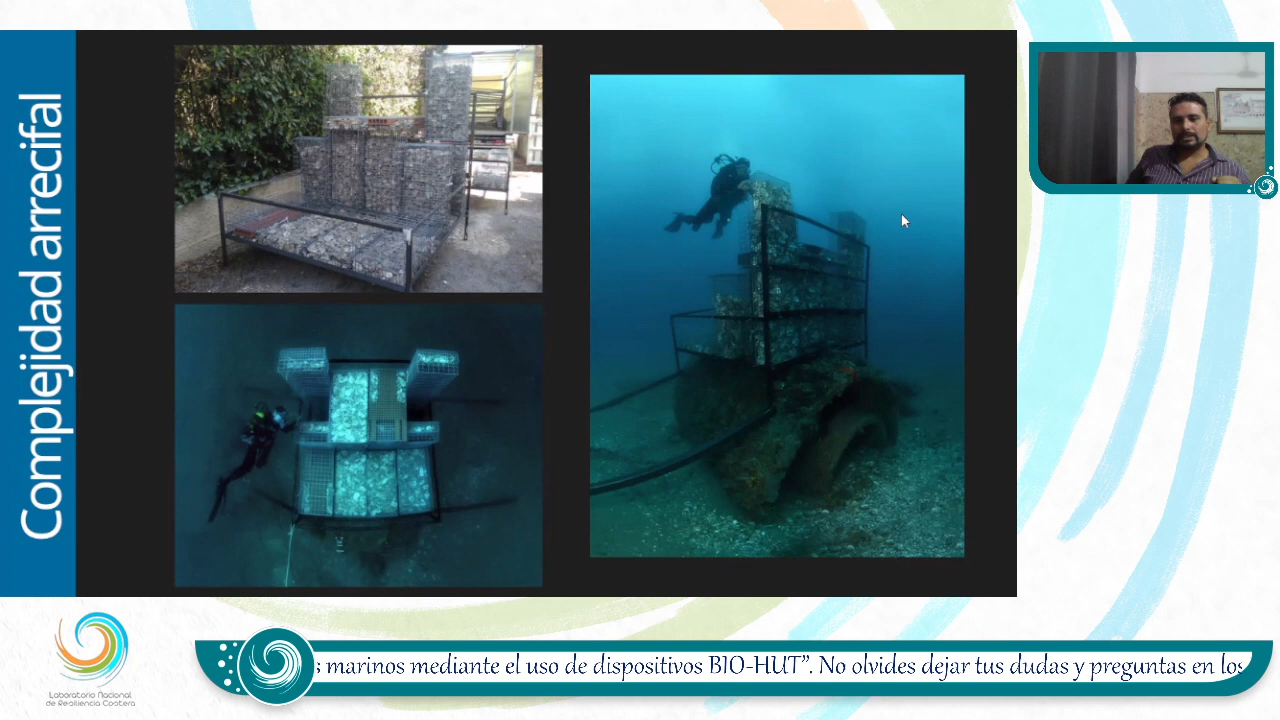 Complejidad arrecifal
Laboratorio Nacional
de Resiliencia Costera
s marinos mediante el uso de dispositivos BIO-HUT”. No olvides dejar tus dudas y preguntas en los